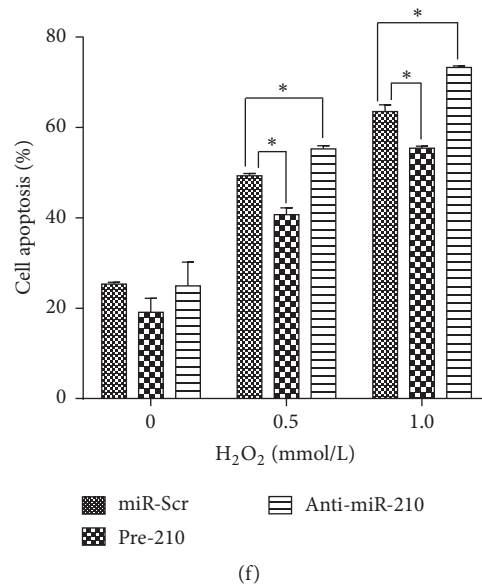 80
60
40
20
0
Cell apoptosis (%)
*
*
*
*
0
0.5
1.0
H₂O₂ (mmol/L)
miR-Scr
Anti-miR-210
Pre-210
(f)